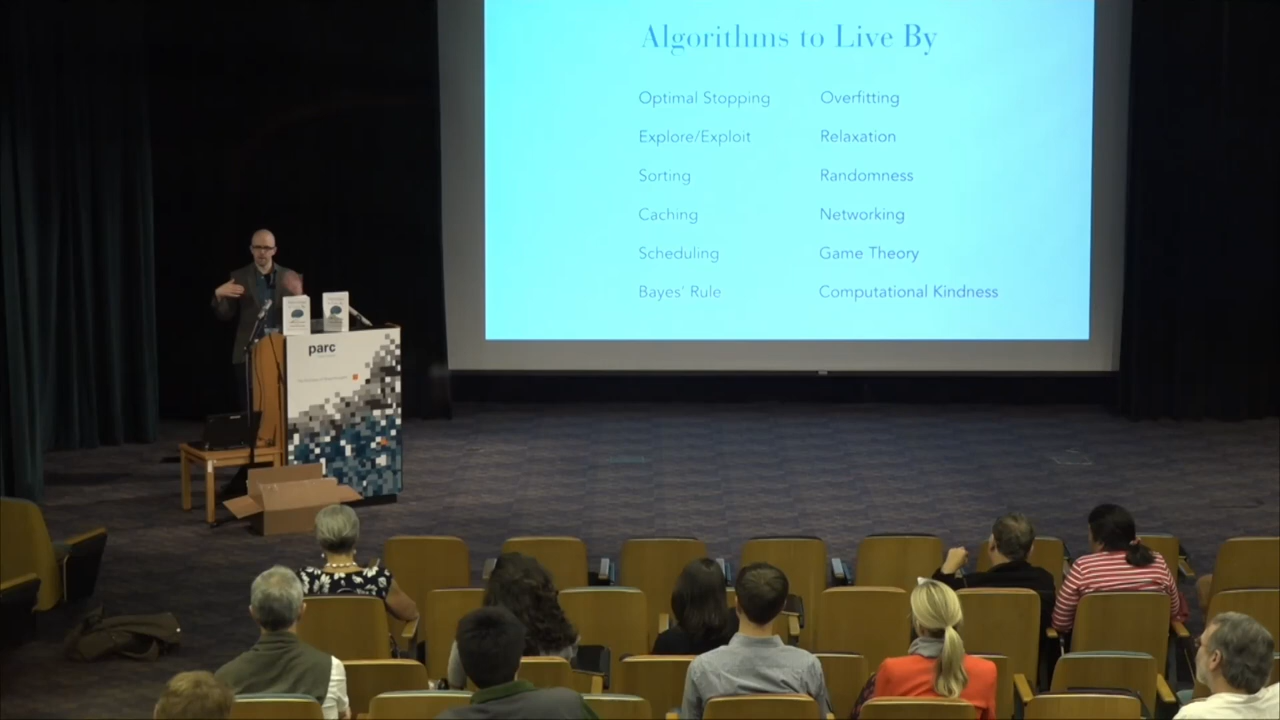 Algorithms to Live By
Optimal Stopping
Explore/Exploit
Sorting
Caching
Scheduling
Bayes' Rule
Overfitting
Relaxation
Randomness
Networking
Game Theory
Computational Kindness
parc